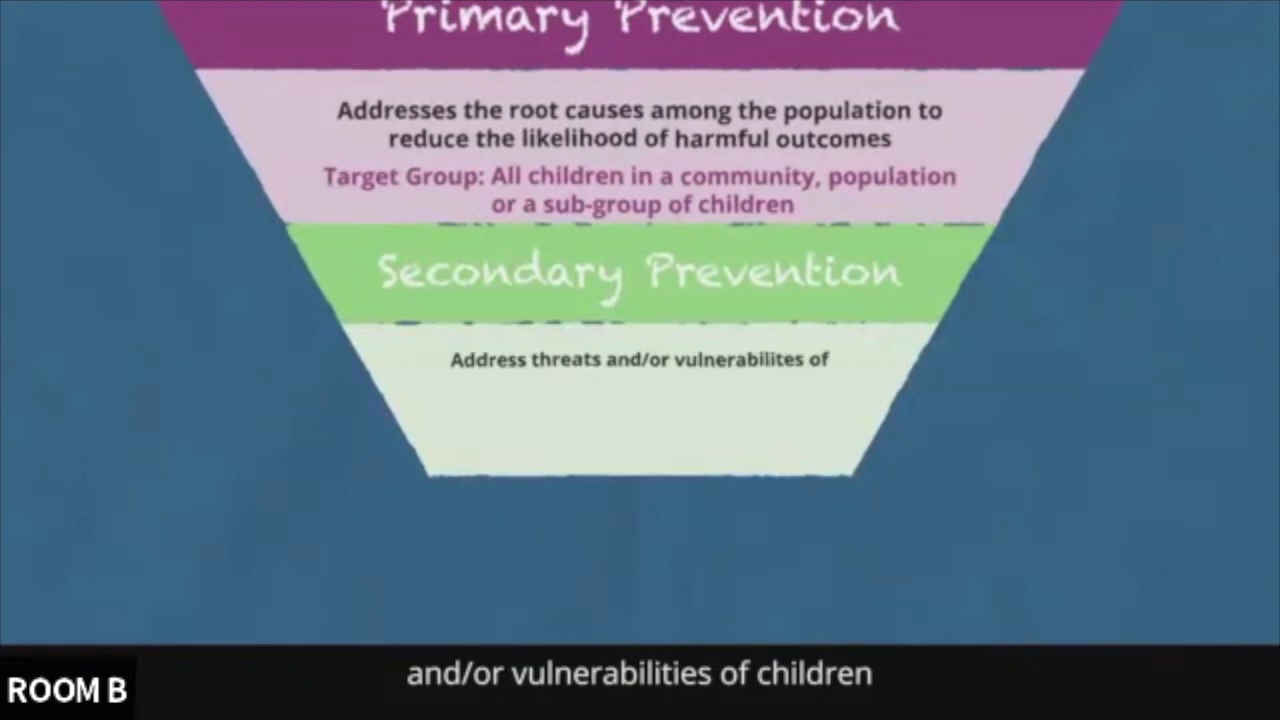 Primary Prevention
Addresses the root causes among the population to
reduce the likelihood of harmful outcomes
Target Group: All children in a community, population
or a sub-group of children
Secondary Prevention
Address threats and/or vulnerabilites of
and/or vulnerabilities of children
ROOM B